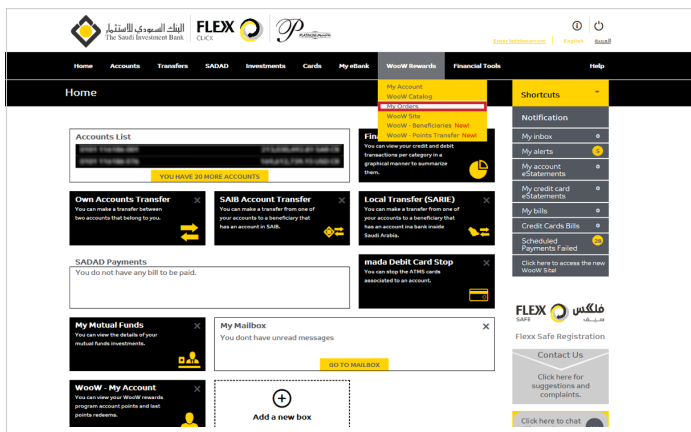 البنك السعودي للاستثمار
The Saudi Investment Bank
FLEXX
CLICK
English
العربية
Home
Accounts
Transfers
SADAD
Investments
Cards
My eBank
WooW Rewards
Financial Tools
Help
Home
My Account
WooW Catalog
My Orders
WooW Site
WooW - Beneficiaries New!
WooW - Points Transfer New!
Shortcuts
Notification
My inbox
0
My alerts
5
My account
eStatements
0
My credit card
eStatements
0
My bills
0
Credit Cards Bills
0
Scheduled
Payments Failed
29
Click here to access the new
WooW Site!
Accounts List
YOU HAVE 20 MORE ACCOUNTS
You can view your credit and debit
transactions per category in a
graphical manner to summarize
them.
Own Accounts Transfer
You can make a transfer between
two accounts that belong to you.
SAIB Account Transfer
You can make a transfer from one of
your accounts to a beneficiary that
has an account in SAIB.
Local Transfer (SARIE)
You can make a transfer from one of
your accounts to a beneficiary that
has an account ina bank inside
Saudi Arabia.
SADAD Payments
You do not have any bill to be paid.
mada Debit Card Stop
You can stop the ATMS cards
associated to an account.
My Mutual Funds
You can view the details of your
mutual funds investments.
My Mailbox
You dont have unread messages
GO TO MAILBOX
WooW - My Account
You can view your WooW rewards
program account points and last
points redeems.
Add a new box
FLEXX
SAFE
فلكس
سيف
Flexx Safe Registration
Contact Us
Click here for
suggestions and
complaints.
Click here to chat